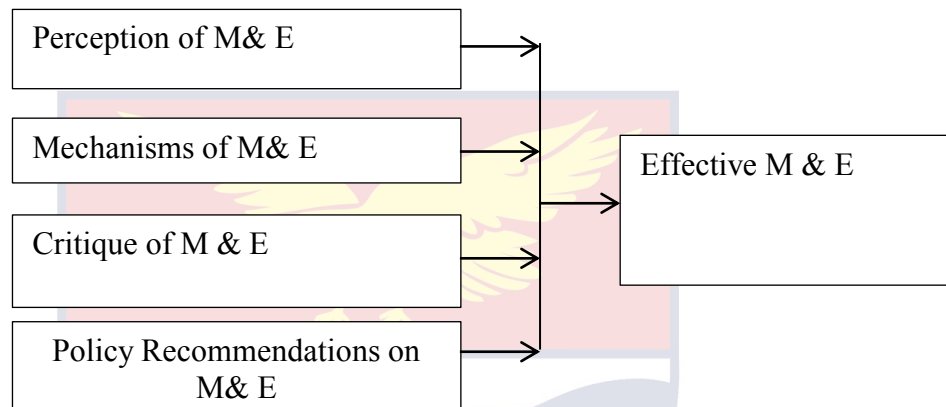 Perception of M& E
Mechanisms of M& E
Critique of M & E
Policy Recommendations on
M& E
Effective M & E